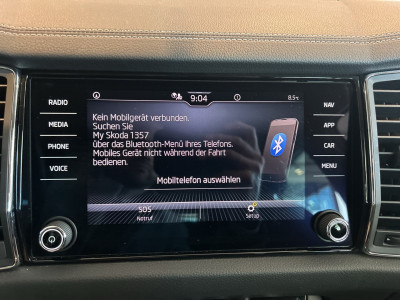 RADIO
MEDIA
PHONE
VOICE
9:04
8.5°C
Kein Mobilgerät verbunden.
Suchen Sie
My Skoda 1357
über das Bluetooth-Menü Ihres Telefons.
Mobiles Gerät nicht während der Fahrt
bedienen.
Mobiltelefon auswählen
SOS
Notruf
Setup
NAV
APP
CAR
MENU